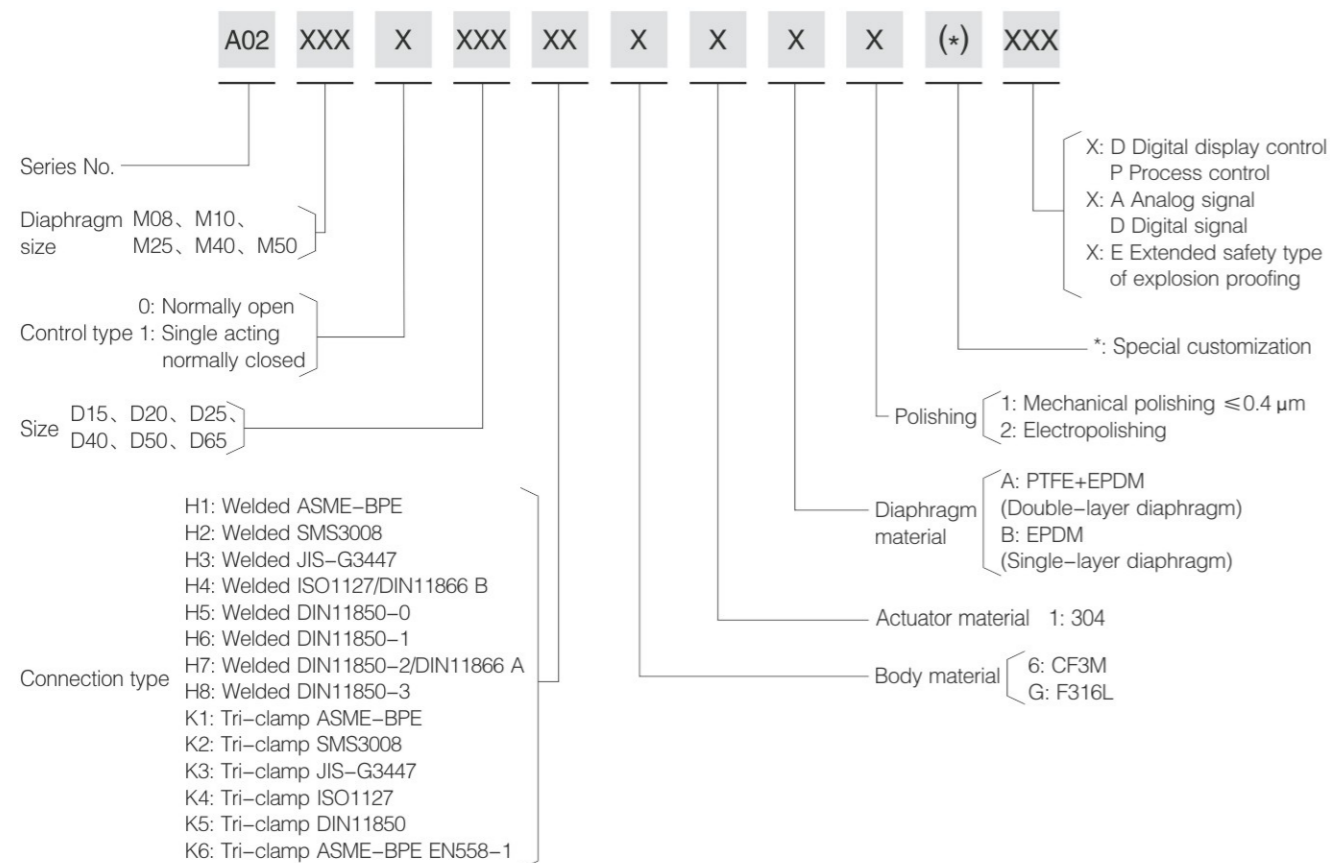 A02 XXX X XXX XX X X X X (*) XXX
Series No.
Diaphragm size
M08、M10、
M25、M40、M50
Control type
0: Normally open
1: Single acting
normally closed
Size
D15、D20、D25、
D40、D50、D65
Connection type
H1: Welded ASME-BPE
H2: Welded SMS3008
H3: Welded JIS-G3447
H4: Welded ISO1127/DIN11866 B
H5: Welded DIN11850-0
H6: Welded DIN11850-1
H7: Welded DIN11850-2/DIN11866 A
H8: Welded DIN11850-3
K1: Tri-clamp ASME-BPE
K2: Tri-clamp SMS3008
K3: Tri-clamp JIS-G3447
K4: Tri-clamp ISO1127
K5: Tri-clamp DIN11850
K6: Tri-clamp ASME-BPE EN558-1
X: D Digital display control
P Process control
X: A Analog signal
D Digital signal
X: E Extended safety type
of explosion proofing
*: Special customization
Polishing
1: Mechanical polishing ≤0.4 μm
2: Electropolishing
Diaphragm
material
A: PTFE+EPDM
(Double-layer diaphragm)
B: EPDM
(Single-layer diaphragm)
Actuator material 1: 304
Body material
6: CF3M
G: F316L